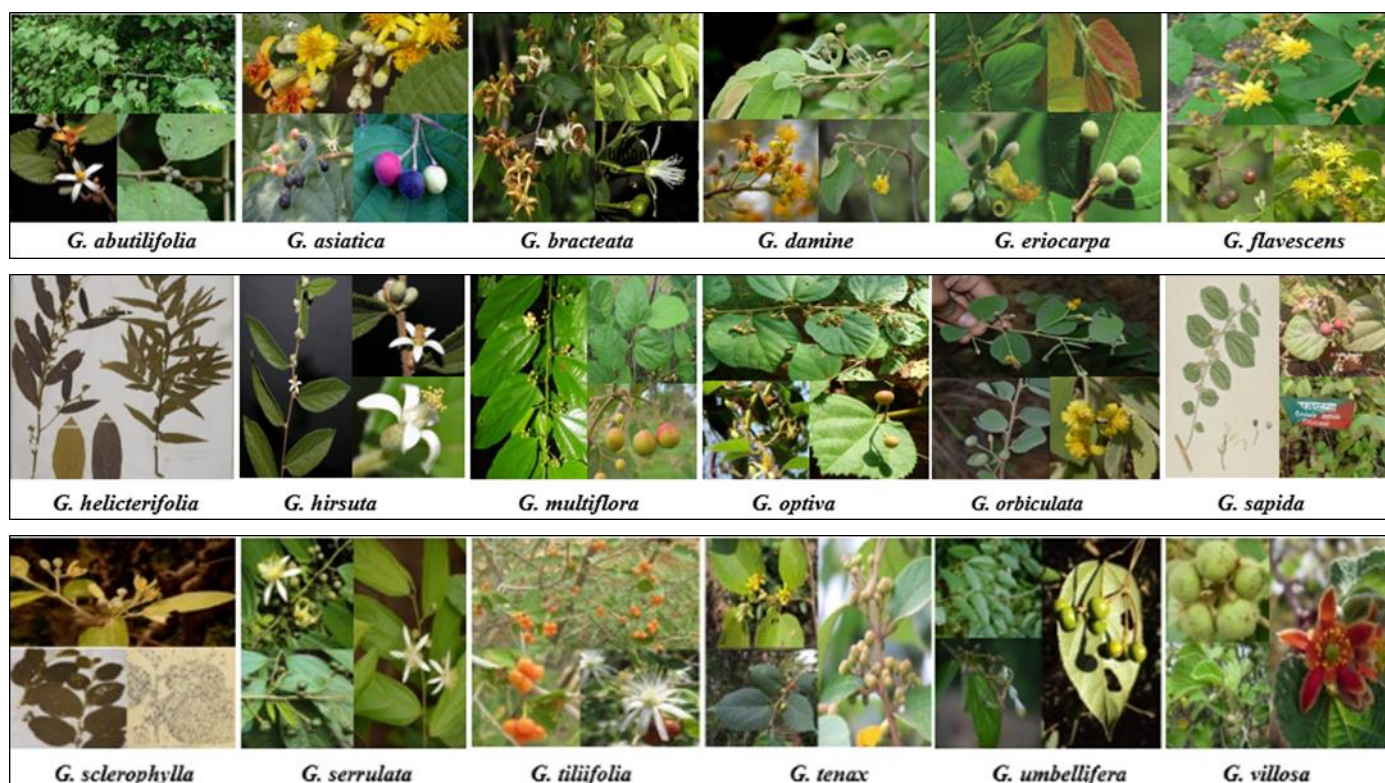 G. abutilifolia
G. asiatica
G. bracteata
G. damine
G. eriocarpa
G. flavescens
G. helicterifolia
G. hirsuta
G. multiflora
G. optiva
G. orbiculata
G. sapida
G. sclerophylla
G. serrulata
G. tiliifolia
G. tenax
G. umbellifera
G. villosa